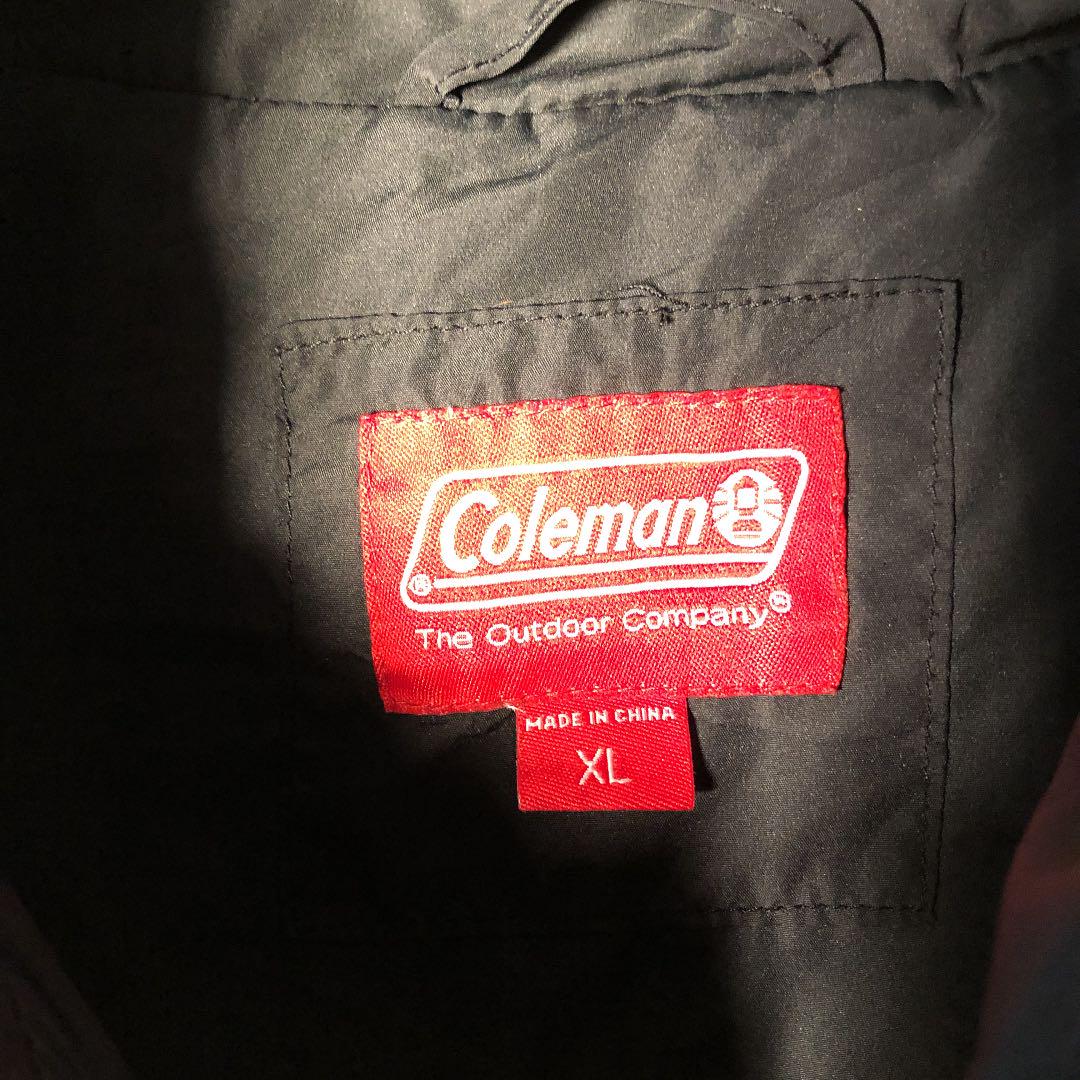 Coleman
®
The Outdoor Company®
MADE IN CHINA
XL